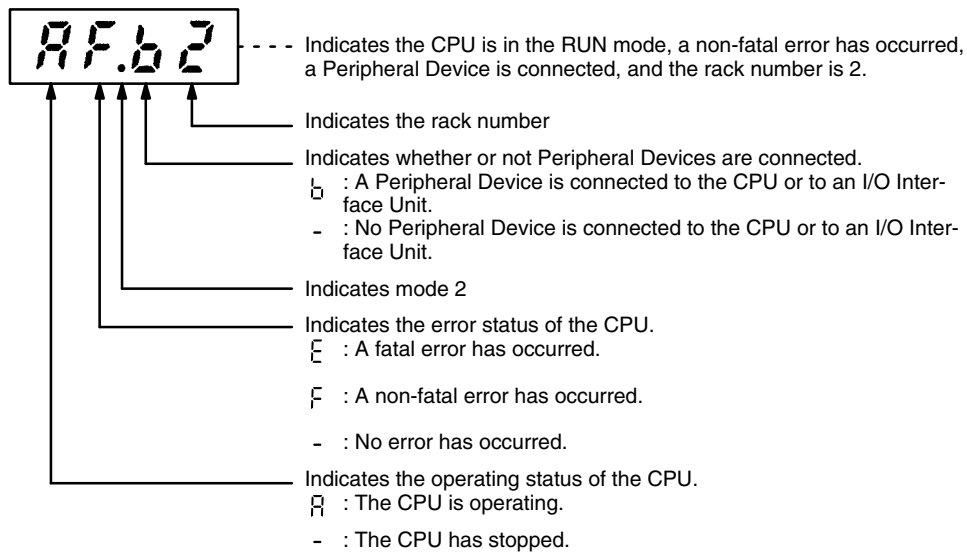 AF.b2
Indicates the CPU is in the RUN mode, a non-fatal error has occurred,
a Peripheral Device is connected, and the rack number is 2.
Indicates the rack number
Indicates whether or not Peripheral Devices are connected.
b : A Peripheral Device is connected to the CPU or to an I/O Inter-
face Unit.
- : No Peripheral Device is connected to the CPU or to an I/O Inter-
face Unit.
Indicates mode 2
Indicates the error status of the CPU.
E : A fatal error has occurred.
F : A non-fatal error has occurred.
- : No error has occurred.
Indicates the operating status of the CPU.
A : The CPU is operating.
- : The CPU has stopped.